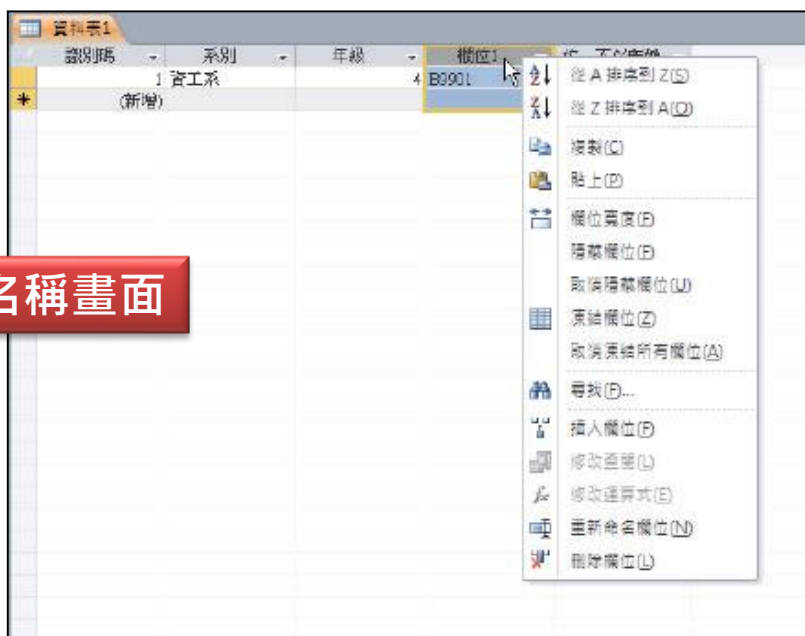 資料表1
識別碼 系別 年級 欄位1
1 資工系 4 B9901
(新增)
從 A 排序到 Z(S)
從 Z 排序到 A(O)
複製(C)
貼上(P)
欄位寬度(F)
隱藏欄位(F)
取消隱藏欄位(U)
名稱畫面
凍結欄位(Z)
取消凍結所有欄位(A)
尋找(F)...
插入欄位(F)
修改查閱(L)
修改運算式(E)
重新命名欄位(N)
刪除欄位(L)